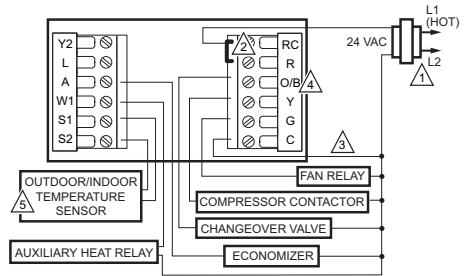 L1
(HOT)
24 VAC
L2
1
Y2
L
A
W1
S1
S2
2
RC
R
O/B
Y
G
C
4
3
5
OUTDOOR/INDOOR
TEMPERATURE
SENSOR
FAN RELAY
COMPRESSOR CONTACTOR
CHANGEOVER VALVE
AUXILIARY HEAT RELAY
ECONOMIZER